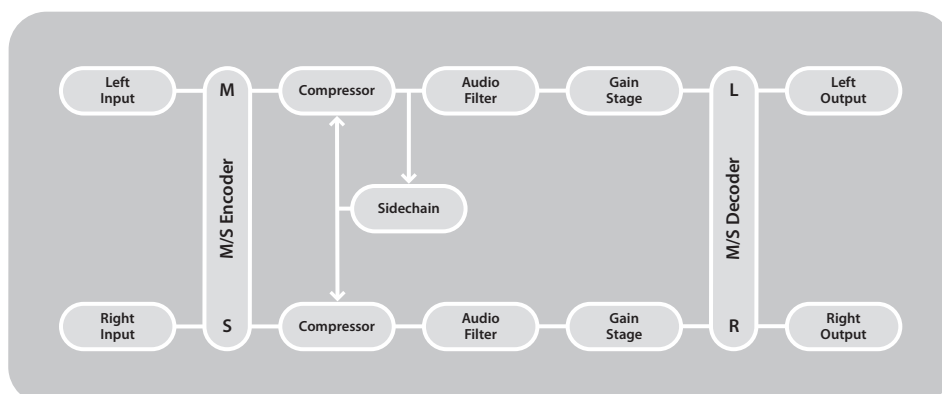 Left
Input
M
Compressor
Audio
Filter
Gain
Stage
L
Left
Output
M/S Encoder
Sidechain
M/S Decoder
Right
Input
S
Compressor
Audio
Filter
Gain
Stage
R
Right
Output